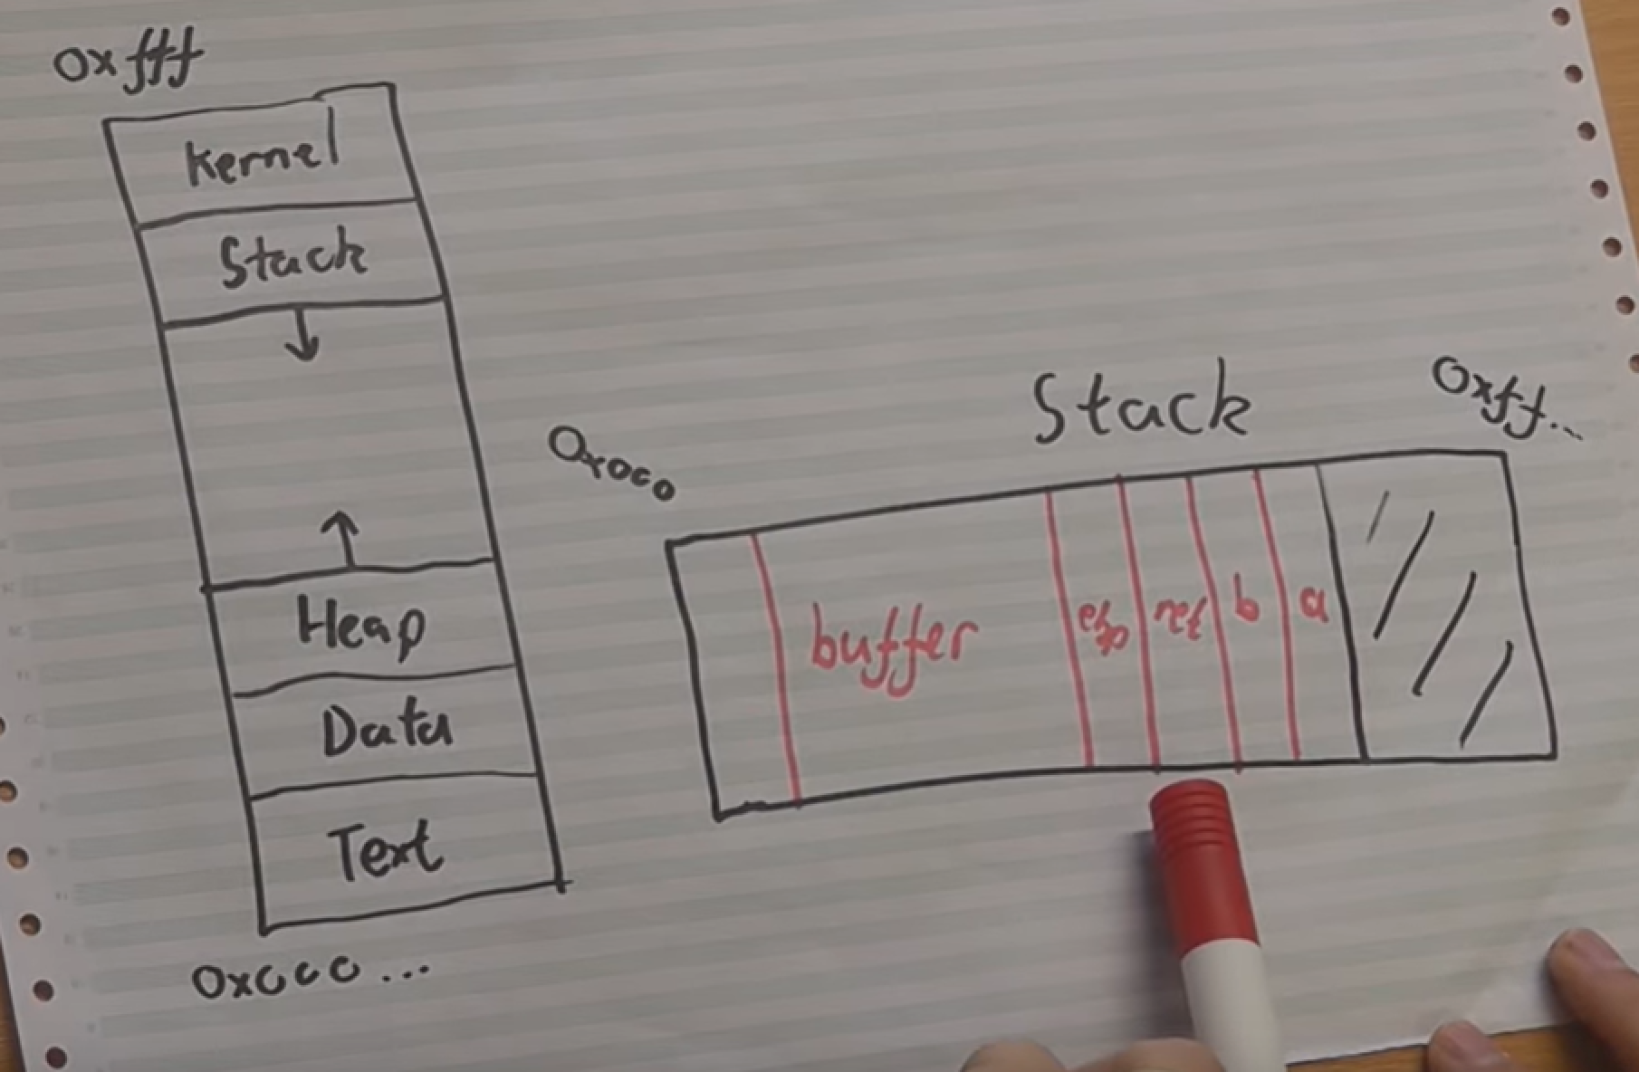 0xfff
Kernel
Stack
Heap
Data
Text
0x000...
Stack
0x000
0xff...
buffer
ebp
ret
b
a